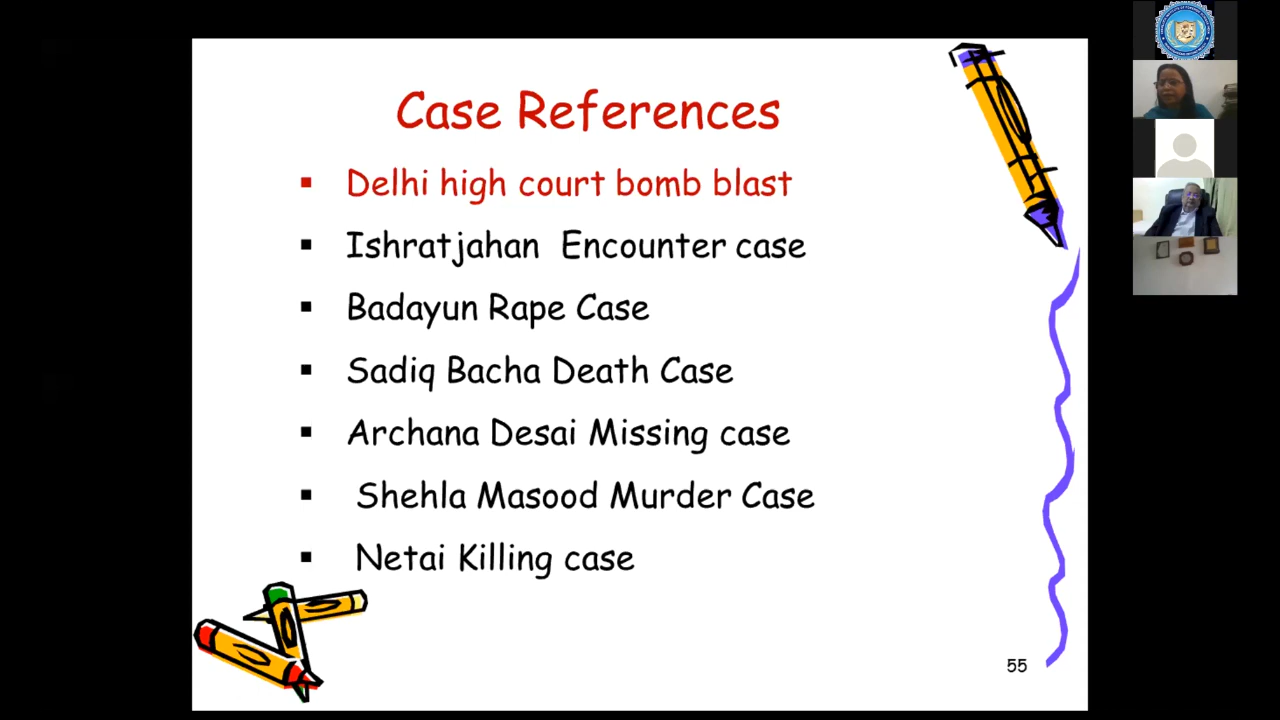 Case References
▪ Delhi high court bomb blast
▪ Ishratjahan Encounter case
▪ Badayun Rape Case
▪ Sadiq Bacha Death Case
▪ Archana Desai Missing case
▪ Shehla Masood Murder Case
▪ Netai Killing case
55